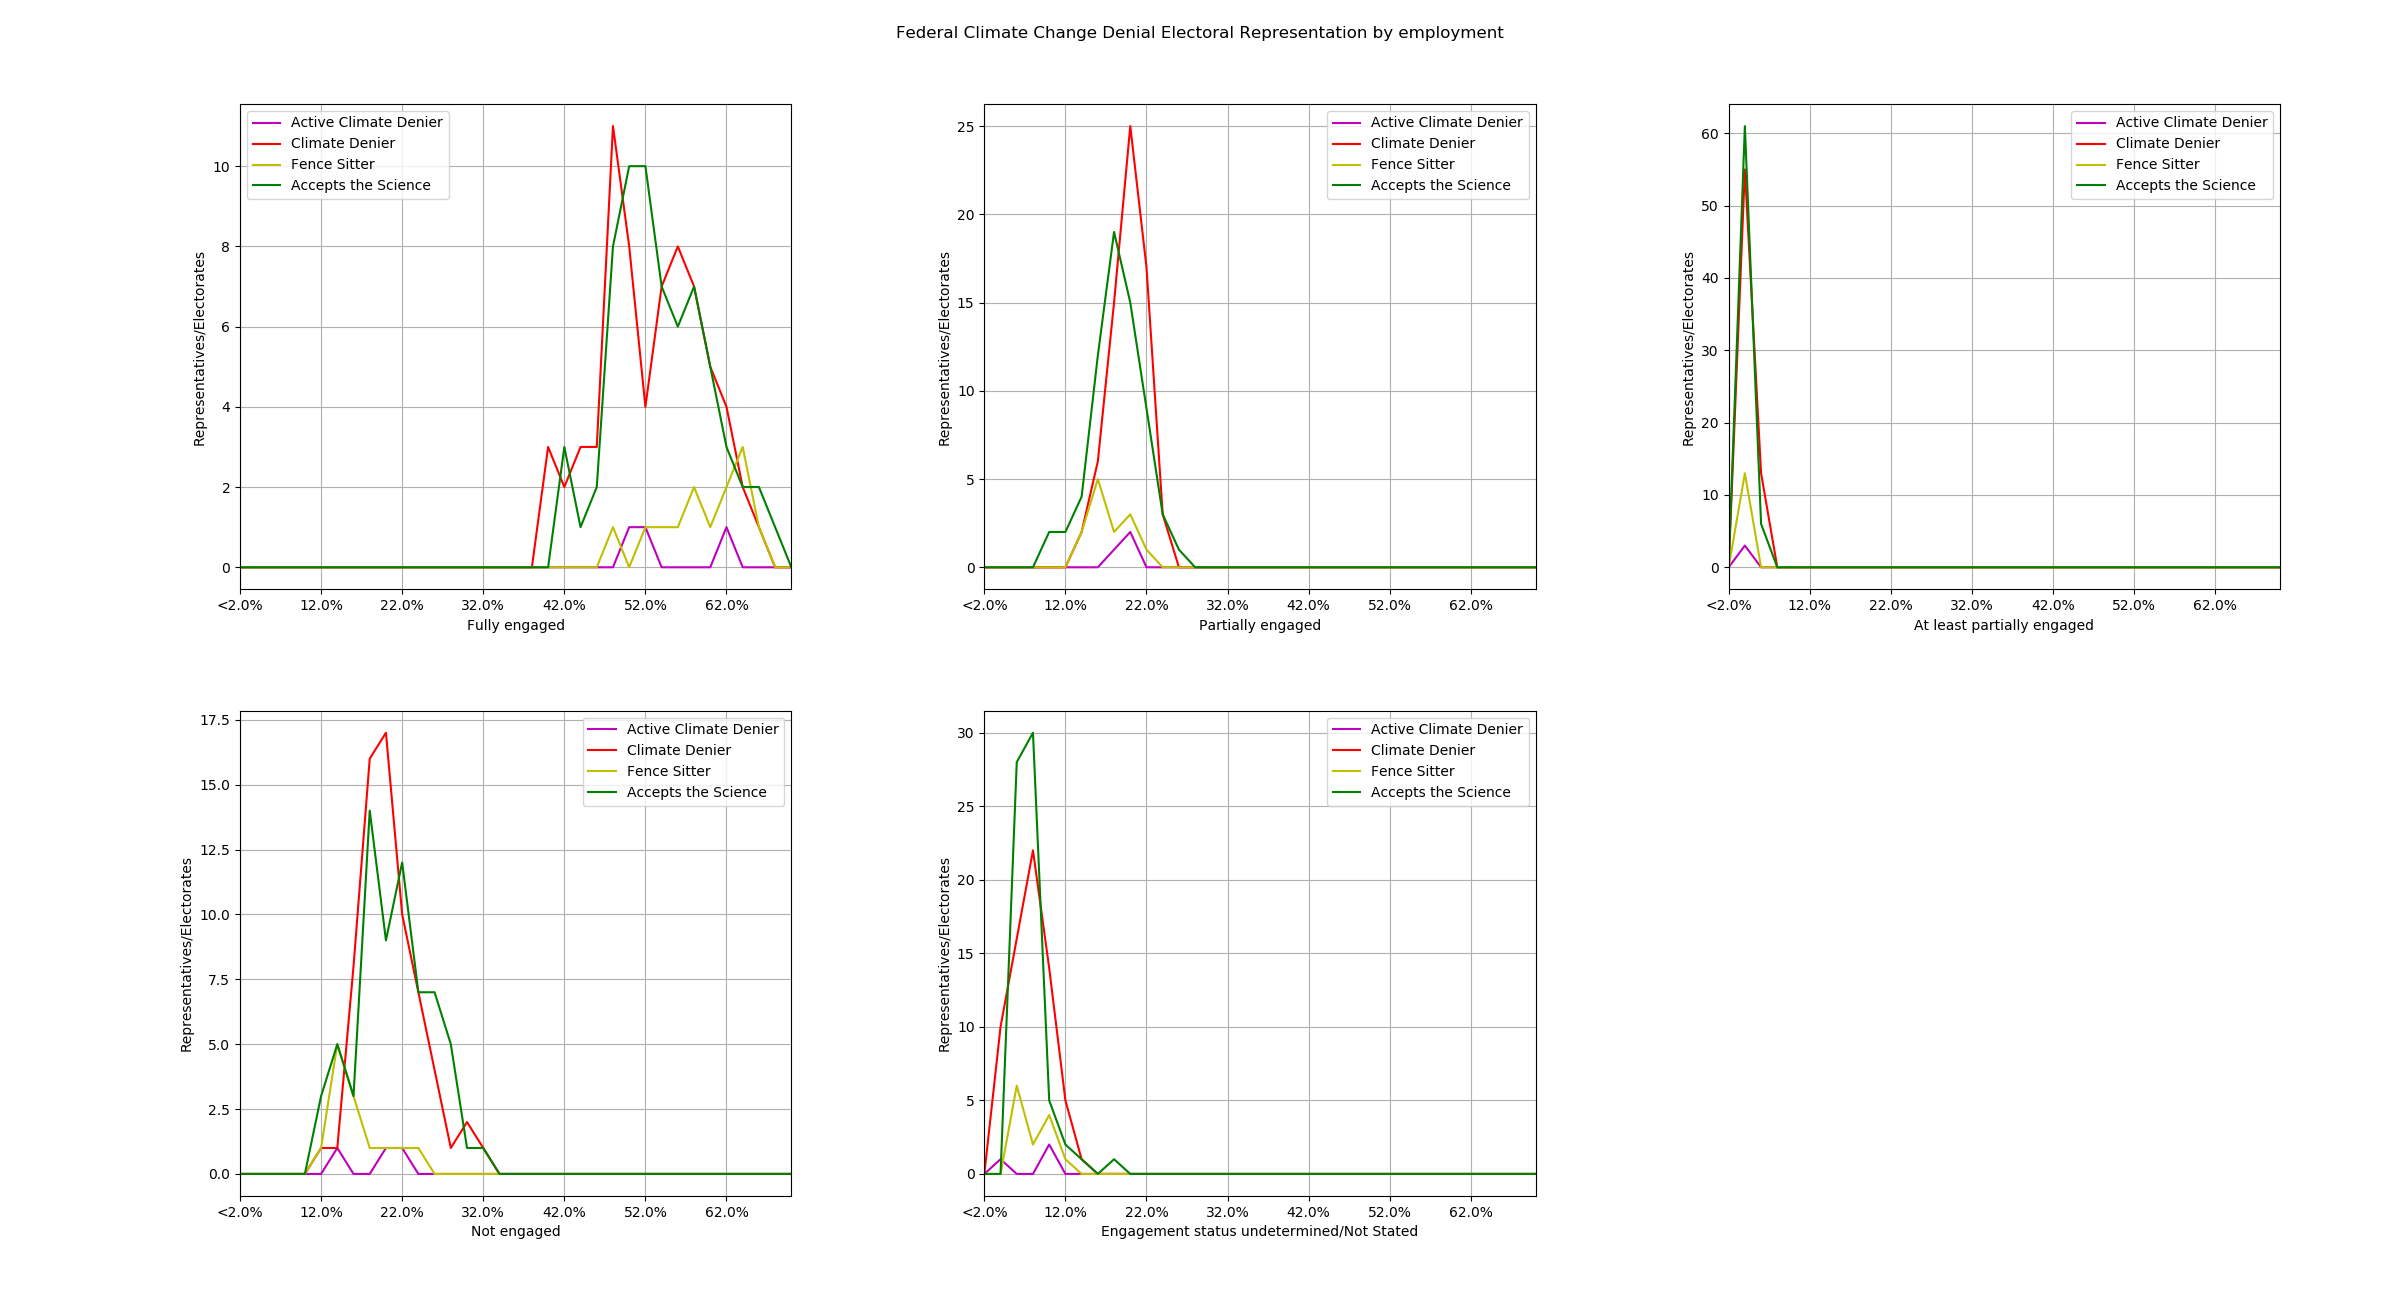 Federal Climate Change Denial Electoral Representation by employment
Active Climate Denier
Climate Denier
Fence Sitter
Accepts the Science
Representatives/Electorates
10
8
6
4
2
0
<2.0% 12.0% 22.0% 32.0% 42.0% 52.0% 62.0%
Fully engaged
Active Climate Denier
Climate Denier
Fence Sitter
Accepts the Science
Representatives/Electorates
25
20
15
10
5
0
<2.0% 12.0% 22.0% 32.0% 42.0% 52.0% 62.0%
Partially engaged
Active Climate Denier
Climate Denier
Fence Sitter
Accepts the Science
Representatives/Electorates
60
50
40
30
20
10
0
<2.0% 12.0% 22.0% 32.0% 42.0% 52.0% 62.0%
At least partially engaged
Active Climate Denier
Climate Denier
Fence Sitter
Accepts the Science
Representatives/Electorates
17.5
15.0
12.5
10.0
7.5
5.0
2.5
0.0
<2.0% 12.0% 22.0% 32.0% 42.0% 52.0% 62.0%
Not engaged
Active Climate Denier
Climate Denier
Fence Sitter
Accepts the Science
Representatives/Electorates
30
25
20
15
10
5
0
<2.0% 12.0% 22.0% 32.0% 42.0% 52.0% 62.0%
Engagement status undetermined/Not Stated